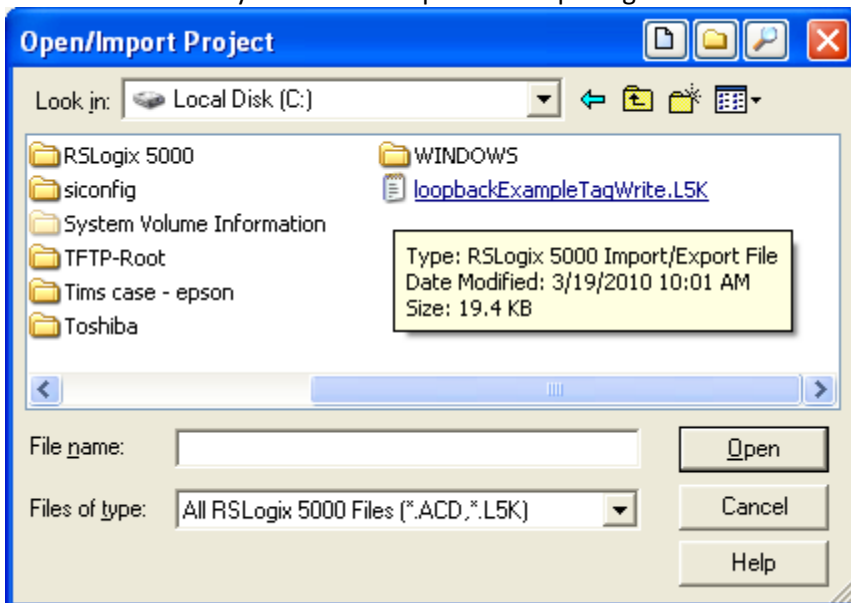 Open/Import Project
Look in: Local Disk (C:)
RSLogix 5000
siconfig
System Volume Information
TFTP-Root
Tims case - epson
Toshiba
WINDOWS
loopbackExampleTagWrite.L5K
Type: RSLogix 5000 Import/Export File
Date Modified: 3/19/2010 10:01 AM
Size: 19.4 KB
File name:
Open
Files of type: All RSLogix 5000 Files (*.ACD,*.L5K)
Cancel
Help